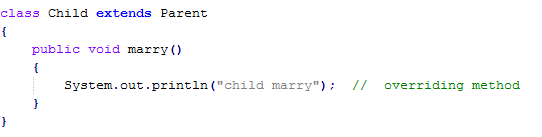 class Child extends Parent
{
    public void marry()
    {
        System.out.println("child marry");  //  overriding method
    }
}